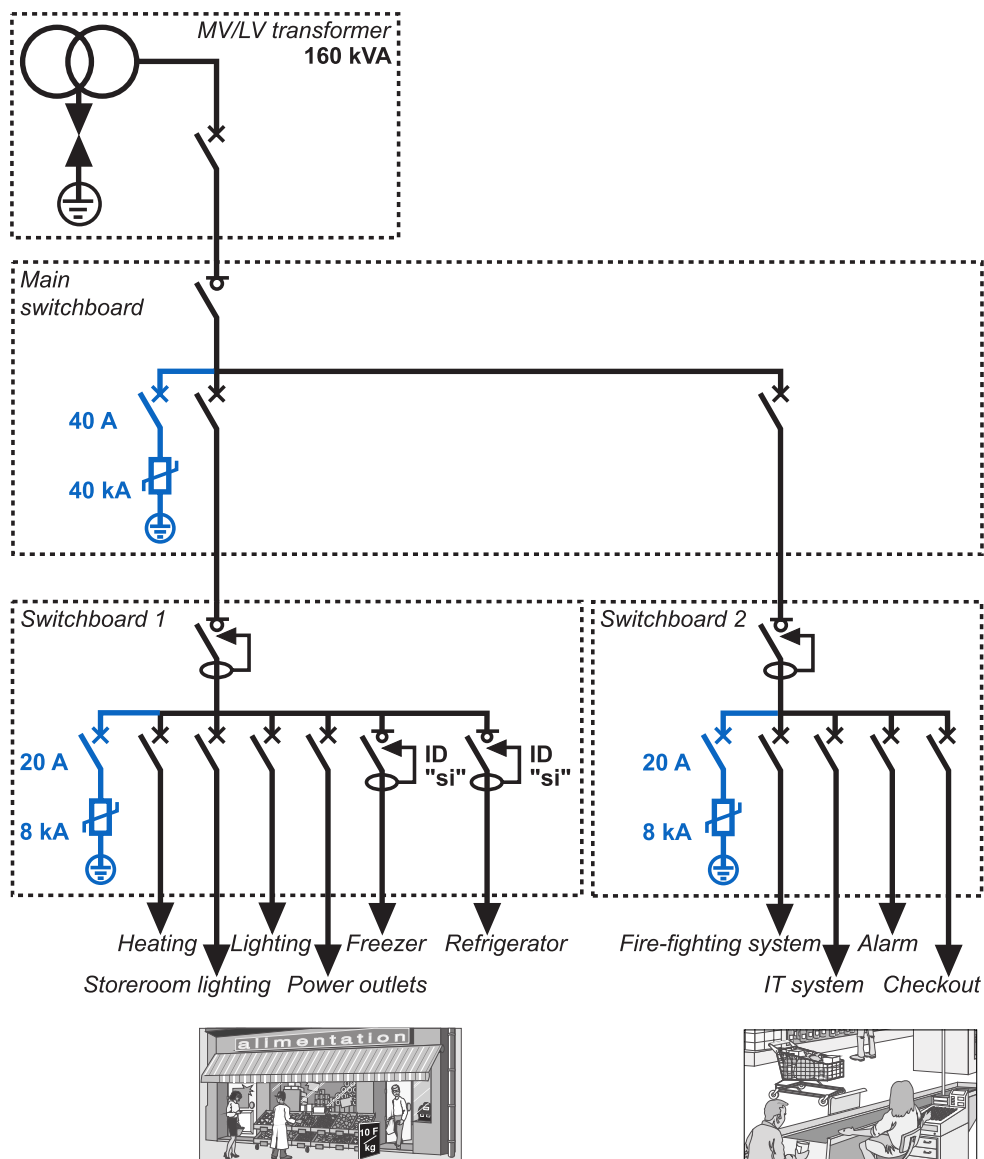 MV/LV transformer
160 kVA
Main
switchboard
40 A
40 kA
Switchboard 1
20 A
8 kA
ID
"si"
ID
"si"
Heating
Lighting
Freezer
Refrigerator
Storeroom lighting
Power outlets
Switchboard 2
20 A
8 kA
Fire-fighting system
Alarm
IT system
Checkout
alimentation
10 F
kg